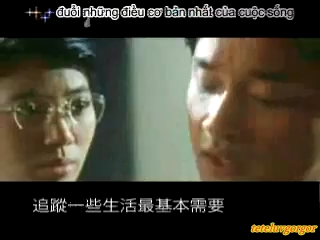 đuổi những điều cơ bản nhất của cuộc sống
追蹤一些生活最基本需要
teteluvgorgor